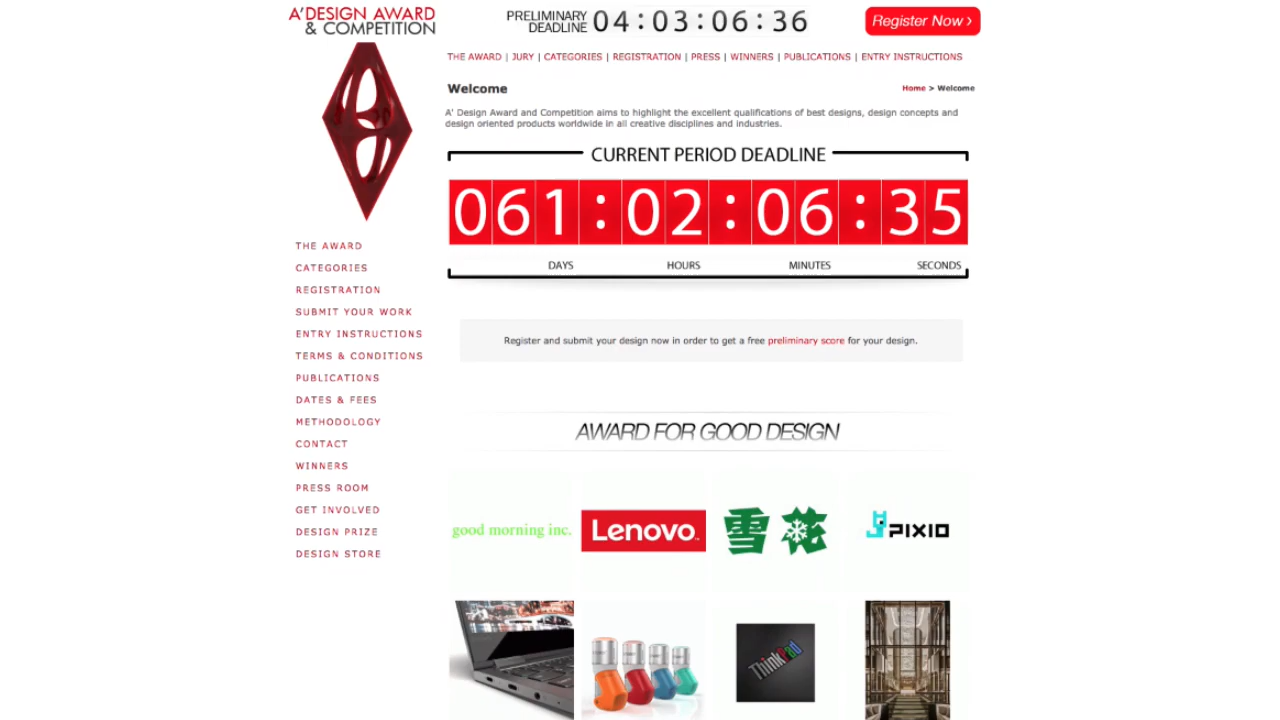 A' DESIGN AWARD
& COMPETITION
PRELIMINARY
DEADLINE
04:03:06:36
Register Now >
THE AWARD | JURY | CATEGORIES | REGISTRATION | PRESS | WINNERS | PUBLICATIONS | ENTRY INSTRUCTIONS
Welcome
Home > Welcome
A' Design Award and Competition aims to highlight the excellent qualifications of best designs, design concepts and
design oriented products worldwide in all creative disciplines and industries.
CURRENT PERIOD DEADLINE
061:02:06:35
DAYS HOURS MINUTES SECONDS
Register and submit your design now in order to get a free preliminary score for your design.
THE AWARD
CATEGORIES
REGISTRATION
SUBMIT YOUR WORK
ENTRY INSTRUCTIONS
TERMS & CONDITIONS
PUBLICATIONS
DATES & FEES
METHODOLOGY
CONTACT
WINNERS
PRESS ROOM
GET INVOLVED
DESIGN PRIZE
DESIGN STORE
AWARD FOR GOOD DESIGN
good morning inc.
Lenovo
雪花
PIXIO
ThinkPad